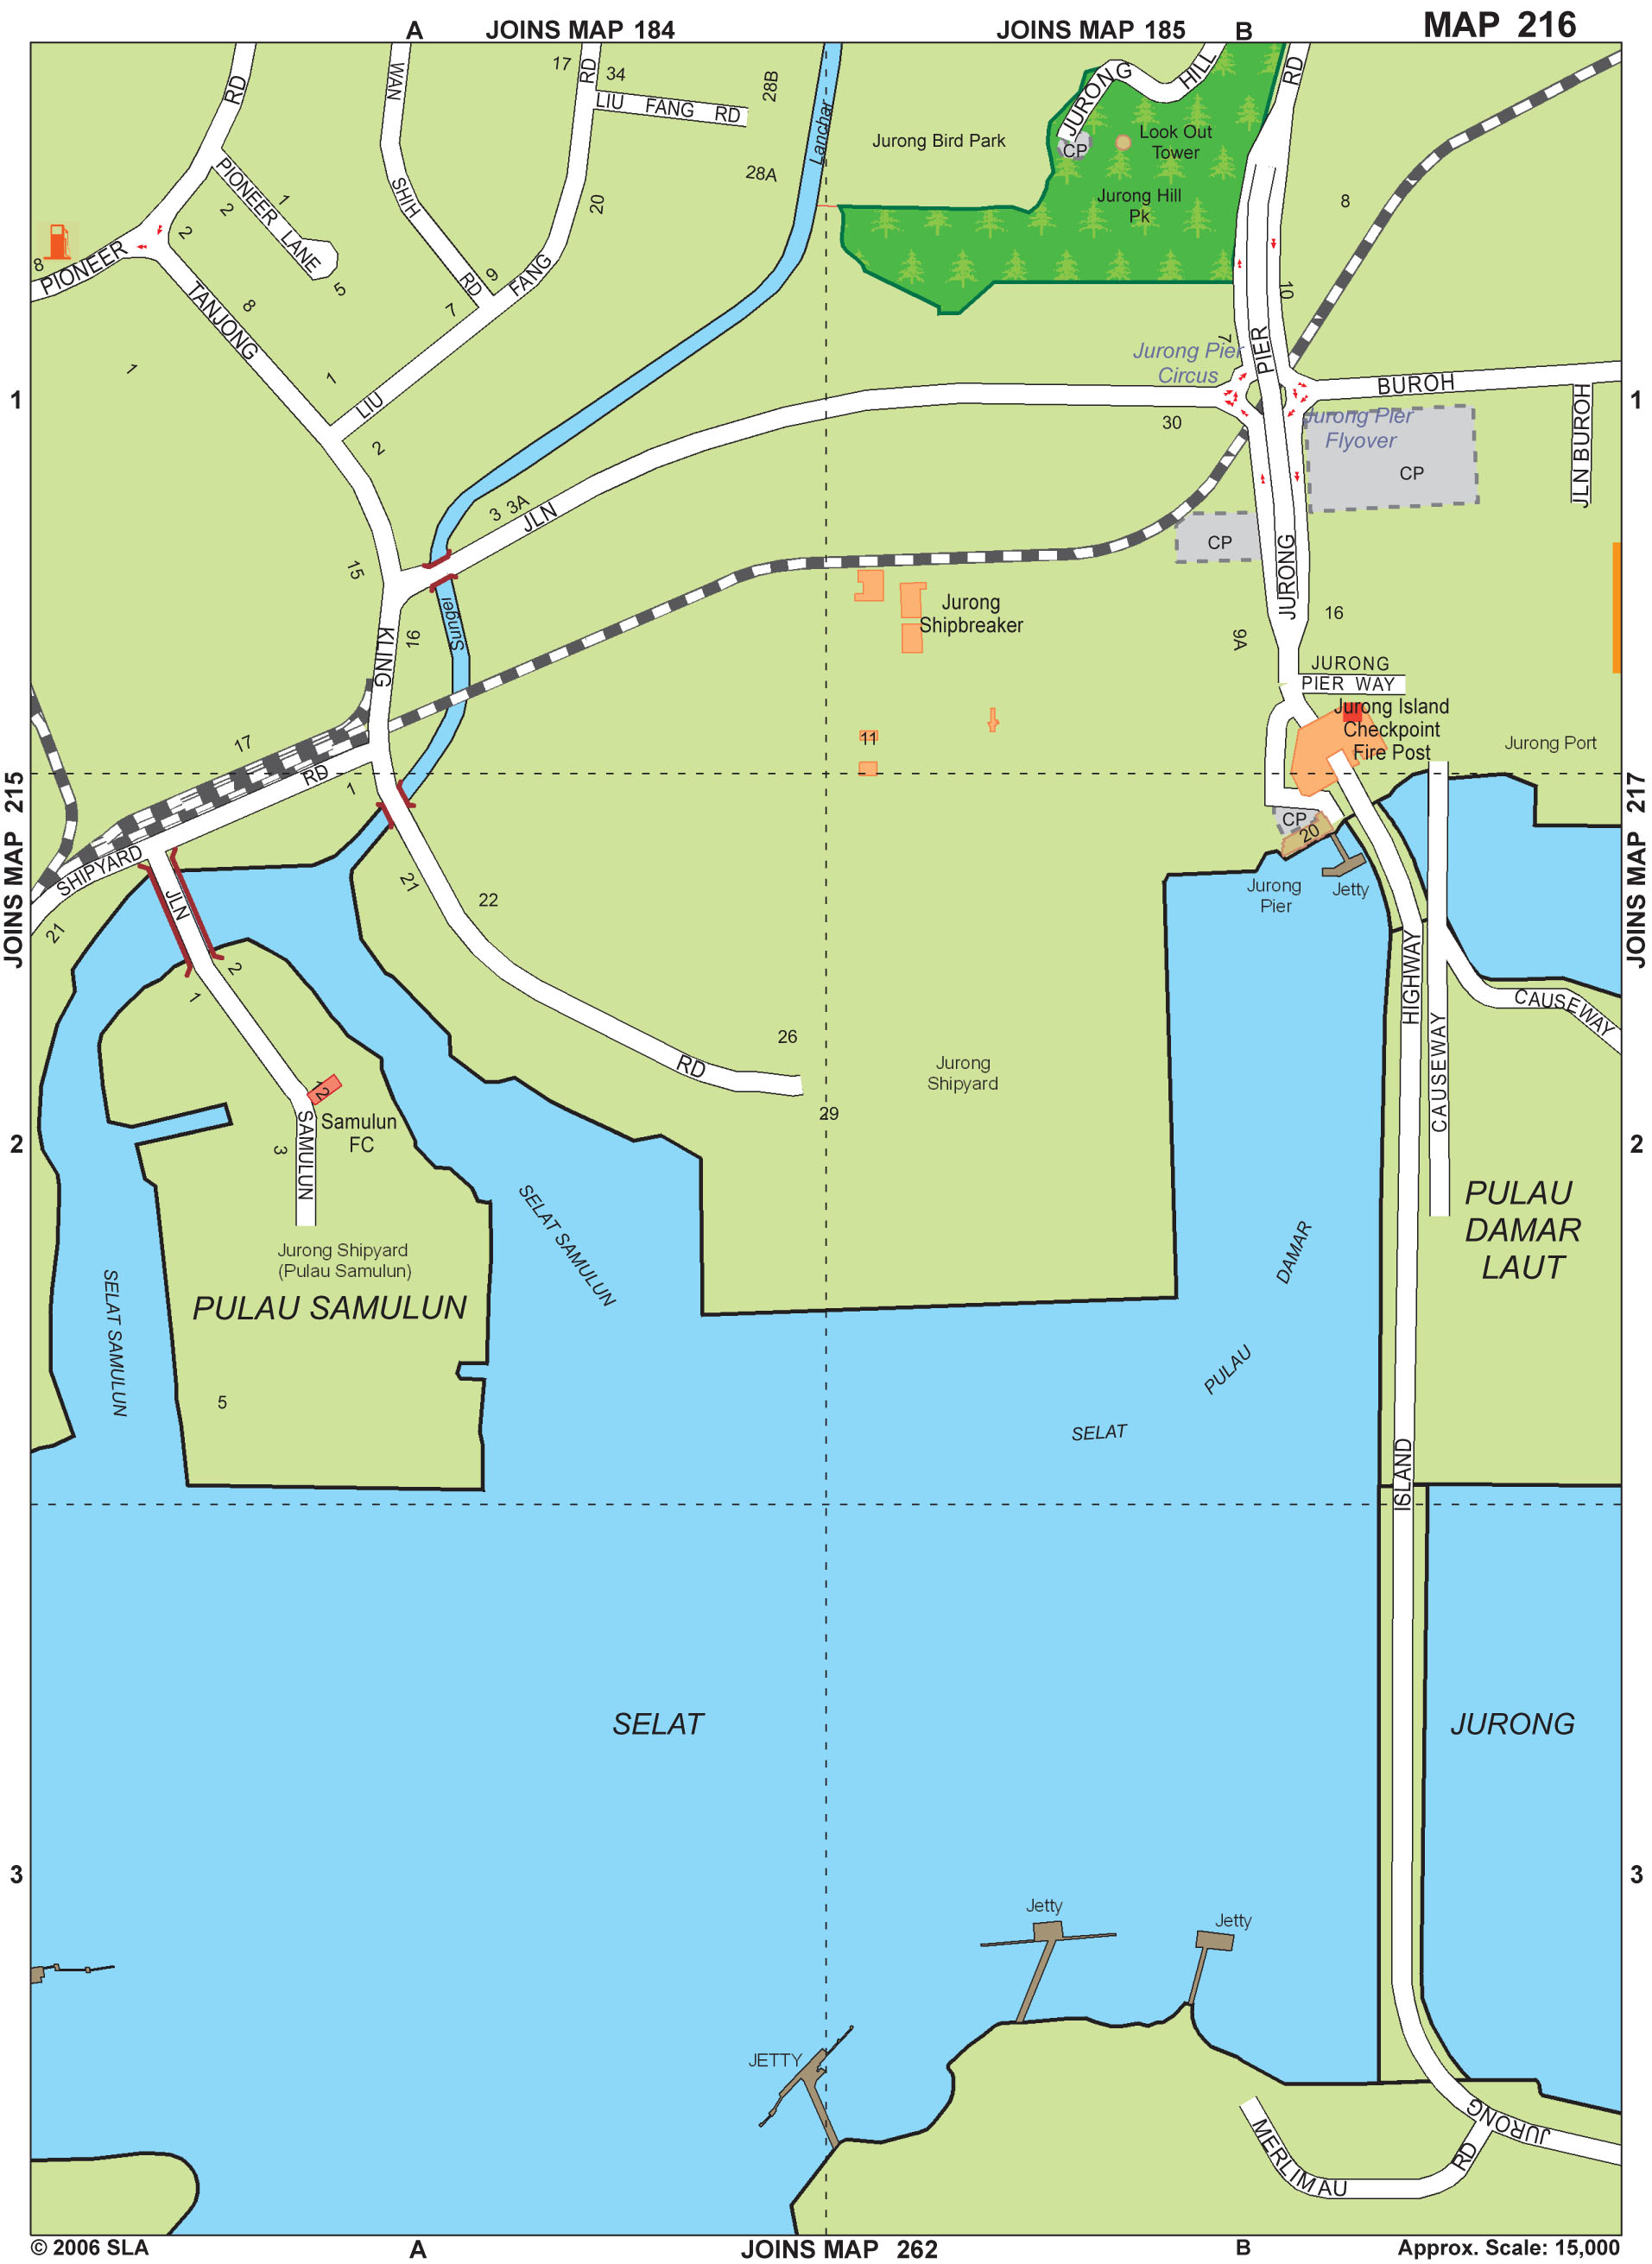 A
JOINS MAP 184
JOINS MAP 185
B
MAP 216
RD
WAN
17
RD
34
LIU FANG RD
28B
28A
Lanchar
Jurong Bird Park
JURONG
HILL
CP
Look Out
Tower
Jurong Hill
Pk
RD
8
PIONEER LANE
1
2
5
SHIH
RD
20
8
PIONEER
2
TANJONG
8
7
9
FANG
10
PIER
7
Jurong Pier
Circus
1
1
LIU
1
1
BUROH
2
30
Jurong Pier
Flyover
CP
JLN BUROH
3 3A
JLN
CP
15
JURONG
Sungei
Jurong
Shipbreaker
16
KLING
16
9A
JURONG
PIER WAY
Jurong Island
Checkpoint
Fire Post
Jurong Port
17
11
RD
1
JOINS MAP 215
JOINS MAP 217
CP
20
SHIPYARD
Jurong
Pier
Jetty
JLN
21
22
21
2
1
HIGHWAY
CAUSEWAY
CAUSEWAY
26
RD
Jurong
Shipyard
12
29
Samulun
FC
SAMULUN
3
2
2
PULAU
DAMAR
LAUT
SELAT SAMULUN
DAMAR
Jurong Shipyard
(Pulau Samulun)
PULAU SAMULUN
SELAT SAMULUN
PULAU
5
SELAT
ISLAND
SELAT
JURONG
3
3
Jetty
Jetty
JETTY
JURONG
MERLIMAU
RD
© 2006 SLA
A
JOINS MAP 262
B
Approx. Scale: 15,000